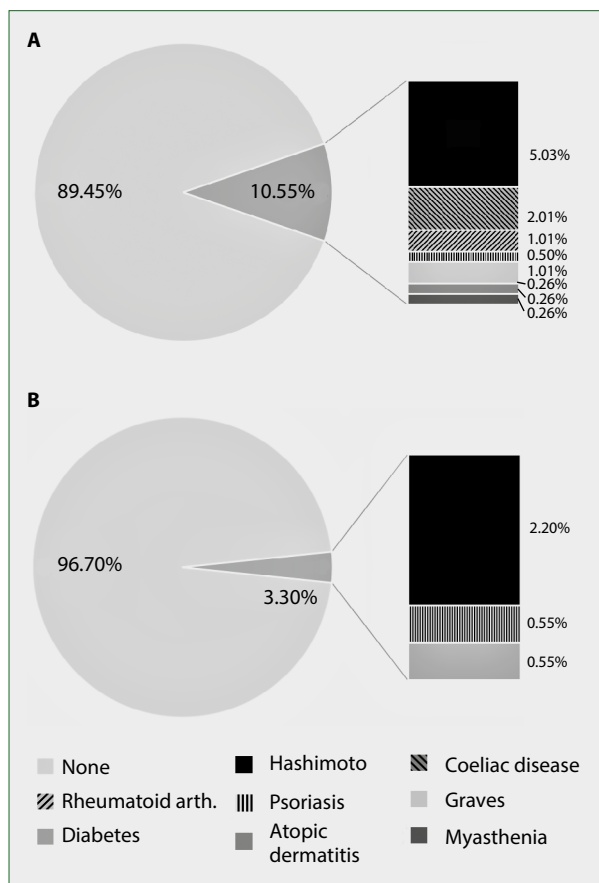 A
89.45%
10.55%
5.03%
2.01%
1.01%
0.50%
1.01%
0.26%
0.26%
0.26%
B
96.70%
3.30%
2.20%
0.55%
0.55%
None
Hashimoto
Coeliac disease
Rheumatoid arth.
Psoriasis
Graves
Diabetes
Atopic
dermatitis
Myasthenia